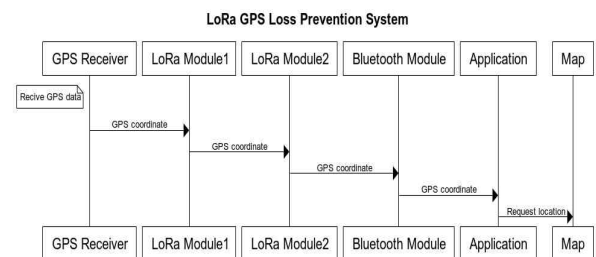 LoRa GPS Loss Prevention System
GPS Receiver LoRa Module1 LoRa Module2 Bluetooth Module Application Map
Recive GPS data
GPS coordinate
GPS coordinate
GPS coordinate
GPS coordinate
Request location
GPS Receiver LoRa Module1 LoRa Module2 Bluetooth Module Application Map